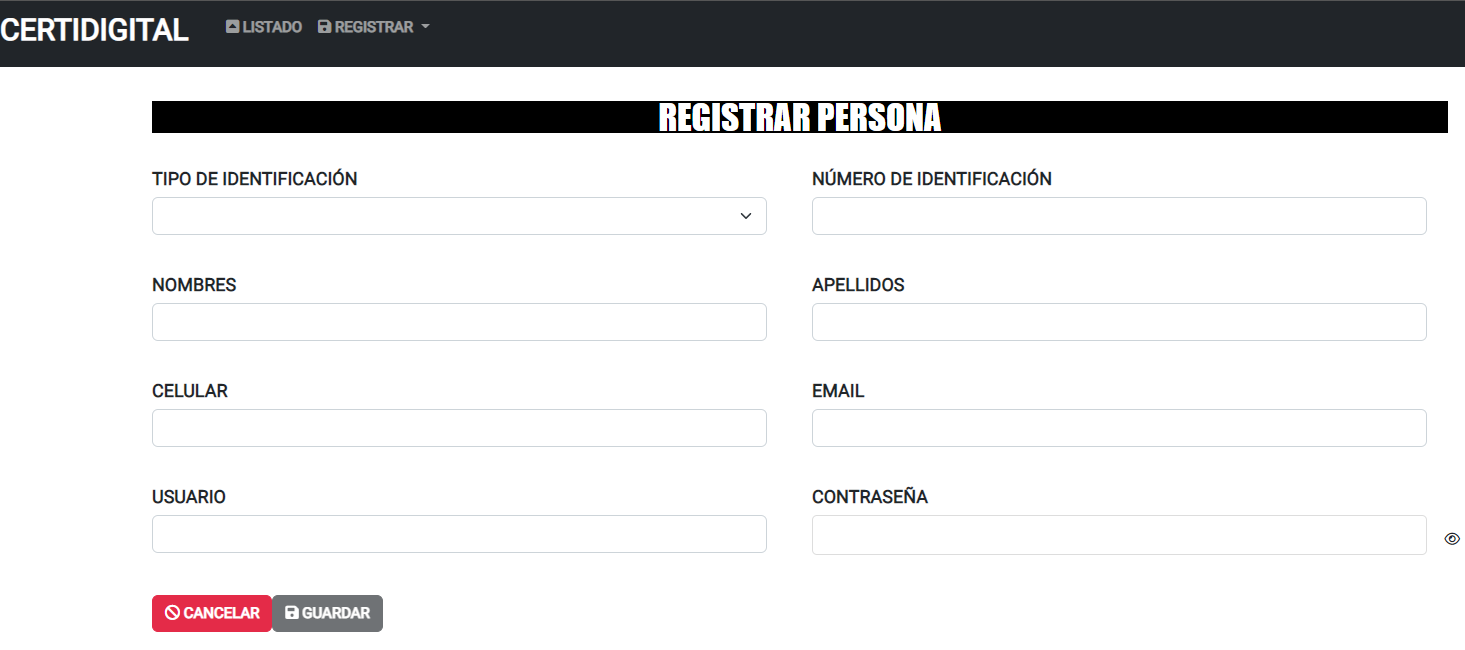 CERTIDIGITAL LISTADO REGISTRAR
REGISTRAR PERSONA
TIPO DE IDENTIFICACIÓN NÚMERO DE IDENTIFICACIÓN
NOMBRES APELLIDOS
CELULAR EMAIL
USUARIO CONTRASEÑA
CANCELAR GUARDAR